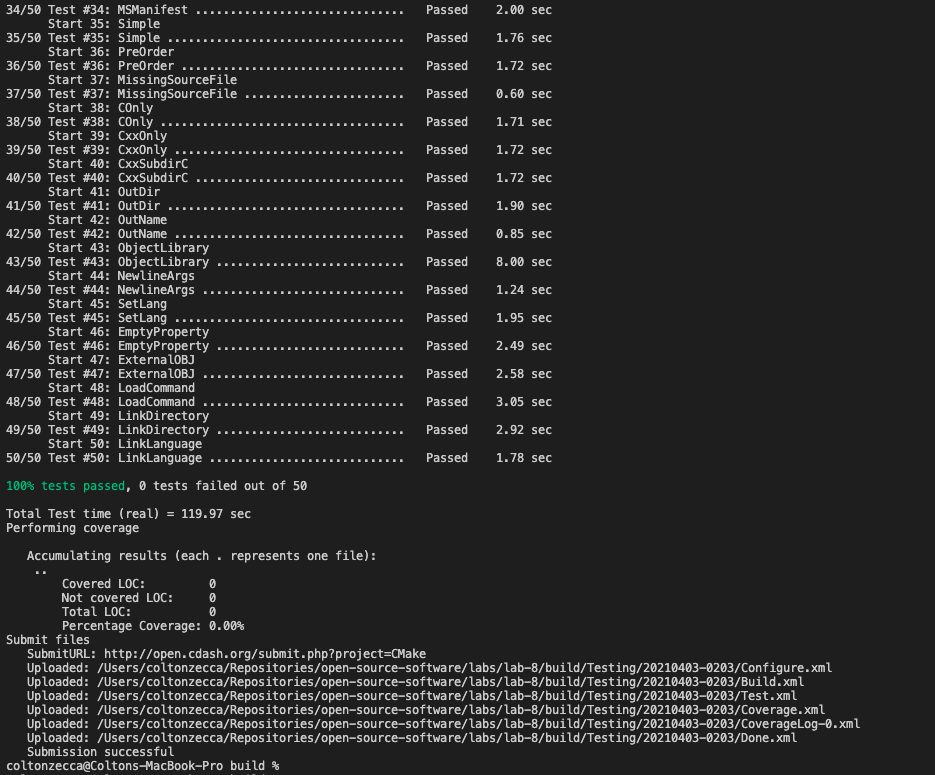 34/50 Test #34: MSManifest ..............................   Passed    2.00 sec
      Start 35: Simple
35/50 Test #35: Simple ..................................   Passed    1.76 sec
      Start 36: PreOrder
36/50 Test #36: PreOrder ................................   Passed    1.72 sec
      Start 37: MissingSourceFile
37/50 Test #37: MissingSourceFile .......................   Passed    0.60 sec
      Start 38: COnly
38/50 Test #38: COnly ...................................   Passed    1.71 sec
      Start 39: CxxOnly
39/50 Test #39: CxxOnly .................................   Passed    1.72 sec
      Start 40: CxxSubdirC
40/50 Test #40: CxxSubdirC ..............................   Passed    1.72 sec
      Start 41: OutDir
41/50 Test #41: OutDir ..................................   Passed    1.90 sec
      Start 42: OutName
42/50 Test #42: OutName .................................   Passed    0.85 sec
      Start 43: ObjectLibrary
43/50 Test #43: ObjectLibrary ...........................   Passed    8.00 sec
      Start 44: NewlineArgs
44/50 Test #44: NewlineArgs .............................   Passed    1.24 sec
      Start 45: SetLang
45/50 Test #45: SetLang .................................   Passed    1.95 sec
      Start 46: EmptyProperty
46/50 Test #46: EmptyProperty ...........................   Passed    2.49 sec
      Start 47: ExternalOBJ
47/50 Test #47: ExternalOBJ .............................   Passed    2.58 sec
      Start 48: LoadCommand
48/50 Test #48: LoadCommand .............................   Passed    3.05 sec
      Start 49: LinkDirectory
49/50 Test #49: LinkDirectory ...........................   Passed    2.92 sec
      Start 50: LinkLanguage
50/50 Test #50: LinkLanguage ............................   Passed    1.78 sec

100% tests passed, 0 tests failed out of 50

Total Test time (real) = 119.97 sec
Performing coverage

   Accumulating results (each . represents one file):
    ..
        Covered LOC:         0
        Not covered LOC:     0
        Total LOC:           0
        Percentage Coverage: 0.00%
Submit files
   SubmitURL: http://open.cdash.org/submit.php?project=CMake
   Uploaded: /Users/coltonzecca/Repositories/open-source-software/labs/lab-8/build/Testing/20210403-0203/Configure.xml
   Uploaded: /Users/coltonzecca/Repositories/open-source-software/labs/lab-8/build/Testing/20210403-0203/Build.xml
   Uploaded: /Users/coltonzecca/Repositories/open-source-software/labs/lab-8/build/Testing/20210403-0203/Test.xml
   Uploaded: /Users/coltonzecca/Repositories/open-source-software/labs/lab-8/build/Testing/20210403-0203/Coverage.xml
   Uploaded: /Users/coltonzecca/Repositories/open-source-software/labs/lab-8/build/Testing/20210403-0203/CoverageLog-0.xml
   Uploaded: /Users/coltonzecca/Repositories/open-source-software/labs/lab-8/build/Testing/20210403-0203/Done.xml
   Submission successful
coltonzecca@Coltons-MacBook-Pro build %